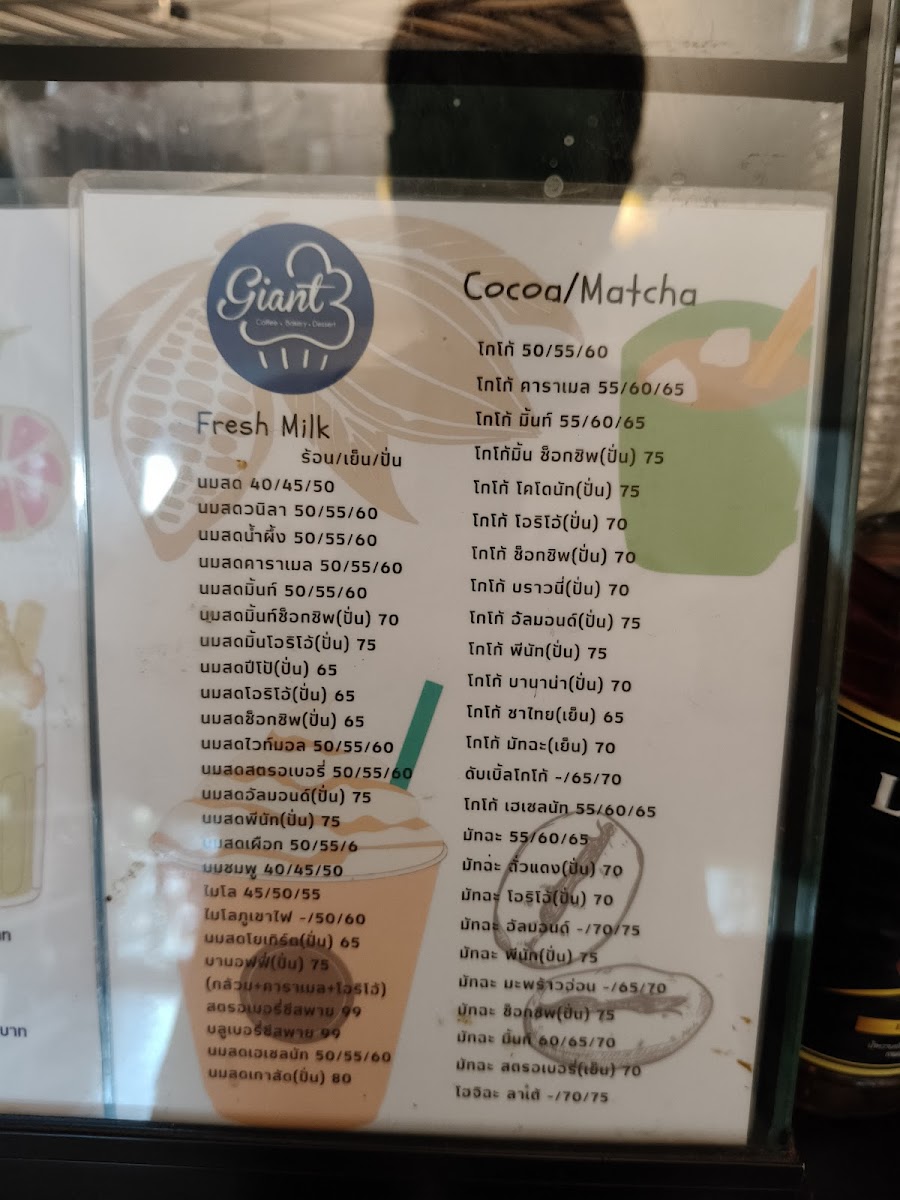 Giant
Coffee • Bakery • Dessert
Fresh Milk
ร้อน/เย็น/ปั่น
นมสด 40/45/50
นมสดวนิลา 50/55/60
นมสดน้ำผึ้ง 50/55/60
นมสดคาราเมล 50/55/60
นมสดมิ้นท์ 50/55/60
นมสดมิ้นท์ช็อกชิพ(ปั่น) 70
นมสดมิ้นโอริโอ้(ปั่น) 75
นมสดปีโป้(ปั่น) 65
นมสดโอริโอ้(ปั่น) 65
นมสดช็อกชิพ(ปั่น) 65
นมสดไวท์มอล 50/55/60
นมสดสตรอเบอรี่ 50/55/60
นมสดอัลมอนด์(ปั่น) 75
นมสดพีนัท(ปั่น) 75
นมสดเผือก 50/55/6
นมชมพู 40/45/50
ไมโล 45/50/55
ไมโลภูเขาไฟ -/50/60
นมสดโยเกิร์ต(ปั่น) 65
บานอฟฟี่(ปั่น) 75
(กล้วม+คาราเมล+โอริโอ้)
สตรอเบอรี่ชีสพาย 99
บลูเบอรี่ชีสพาย 99
นมสดเฮเซลนัท 50/55/60
นมสดเกาลัด(ปั่น) 80
Cocoa/Matcha
โกโก้ 50/55/60
โกโก้ คาราเมล 55/60/65
โกโก้ มิ้นท์ 55/60/65
โกโก้มิ้น ช็อกชิพ(ปั่น) 75
โกโก้ โคโดนัท(ปั่น) 75
โกโก้ โอริโอ้(ปั่น) 70
โกโก้ ช็อกชิพ(ปั่น) 70
โกโก้ บราวนี่(ปั่น) 70
โกโก้ อัลมอนด์(ปั่น) 75
โกโก้ พีนัท(ปั่น) 75
โกโก้ บานาน่า(ปั่น) 70
โกโก้ ชาไทย(เย็น) 65
โกโก้ มัทฉะ(เย็น) 70
ดับเบิ้ลโกโก้ -/65/70
โกโก้ เฮเซลนัท 55/60/65
มัทฉะ 55/60/65
มัทฉะ ถั่วแดง(ปั่น) 70
มัทฉะ โอริโอ้(ปั่น) 70
มัทฉะ อัลมอนด์ -/70/75
มัทฉะ พีนัท(ปั่น) 75
มัทฉะ มะพร้าวอ่อน -/65/70
มัทฉะ ช็อกชิพ(ปั่น) 75
มัทฉะ มิ้นท์ 60/65/70
มัทฉะ สตรอเบอรี่(เย็น) 70
โฮจิฉะ ลาเต้ -/70/75
บาท
L